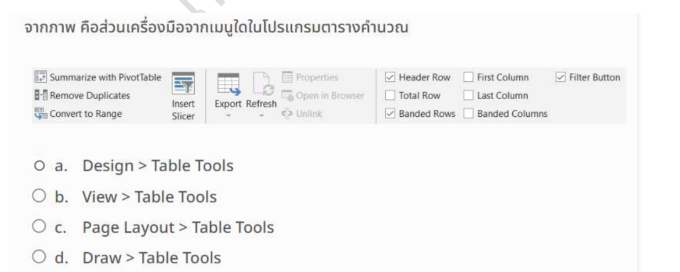 จากภาพ คือส่วนเครื่องมือจากเมนูใดในโปรแกรมตารางคำนวณ
Summarize with PivotTable
Remove Duplicates
Convert to Range
Insert Slicer
Export Refresh
Properties
Open in Browser
Unlink
Header Row First Column Filter Button
Total Row Last Column
Banded Rows Banded Columns
a. Design > Table Tools
b. View > Table Tools
c. Page Layout > Table Tools
d. Draw > Table Tools